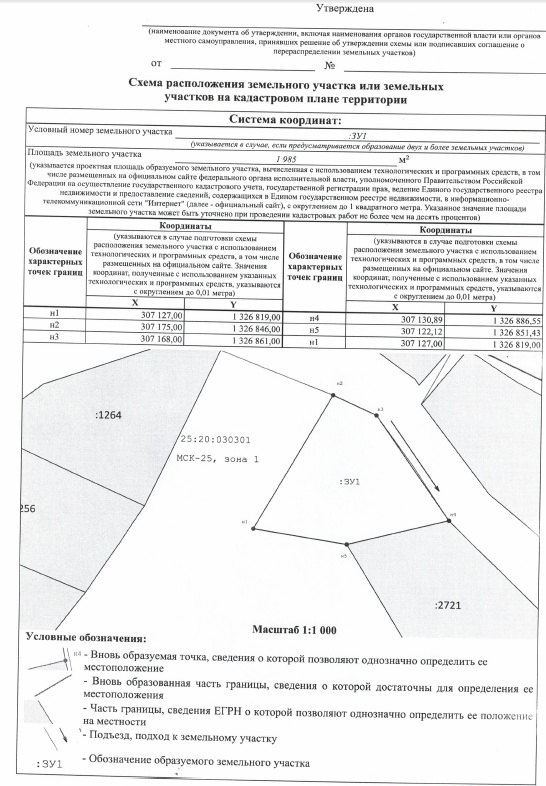 Утверждена
(наименование документа об утверждении, включая наименования органов государственной власти или органов
местного самоуправления, принявших решение об утверждении схемы или подписавших соглашение о
перераспределении земельных участков)
от №
Схема расположения земельного участка или земельных
участков на кадастровом плане территории
Система координат:
Условный номер земельного участка :ЗУ1
(указывается в случае, если предусматривается образование двух и более земельных участков)
Площадь земельного участка 1 985 м2
(указывается проектная площадь образуемого земельного участка, вычисленная с использованием технологических и программных средств, в том
числе размещенных на официальном сайте федерального органа исполнительной власти, уполномоченного Правительством Российской
Федерации на осуществление государственного кадастрового учета, государственной регистрации прав, ведение Единого государственного реестра
недвижимости и предоставление сведений, содержащихся в Едином государственном реестре недвижимости, в информационно-
телекоммуникационной сети "Интернет" (далее - официальный сайт), с округлением до 1 квадратного метра. Указанное значение площади
земельного участка может быть уточнено при проведении кадастровых работ не более чем на десять процентов)
Обозначение
характерных
точек границ
Координаты
(указываются в случае подготовки схемы
расположения земельного участка с использованием
технологических и программных средств, в том числе
размещенных на официальном сайте. Значения
координат, полученные с использованием указанных
технологических и программных средств, указываются
с округлением до 0,01 метра)
X Y
Обозначение
характерных
точек границ
Координаты
(указываются в случае подготовки схемы
расположения земельного участка с использованием
технологических и программных средств, в том числе
размещенных на официальном сайте. Значения
координат, полученные с использованием указанных
технологических и программных средств, указываются
с округлением до 0,01 метра)
X Y
н1 307 127,00 1 326 819,00 н4 307 130,89 1 326 886,55
н2 307 175,00 1 326 846,00 н5 307 122,12 1 326 851,43
н3 307 168,00 1 326 861,00 н1 307 127,00 1 326 819,00
н2
:1264
н3
25:20:030301
МСК-25, зона 1
:ЗУ1
256
н1
н4
н5
:2721
Масштаб 1:1 000
Условные обозначения:
н4 - Вновь образуемая точка, сведения о которой позволяют однозначно определить ее
местоположение
- Вновь образованная часть границы, сведения о которой достаточны для определения ее
местоположения
- Часть границы, сведения ЕГРН о которой позволяют однозначно определить ее положение
на местности
- Подъезд, подход к земельному участку
:ЗУ1 - Обозначение образуемого земельного участка